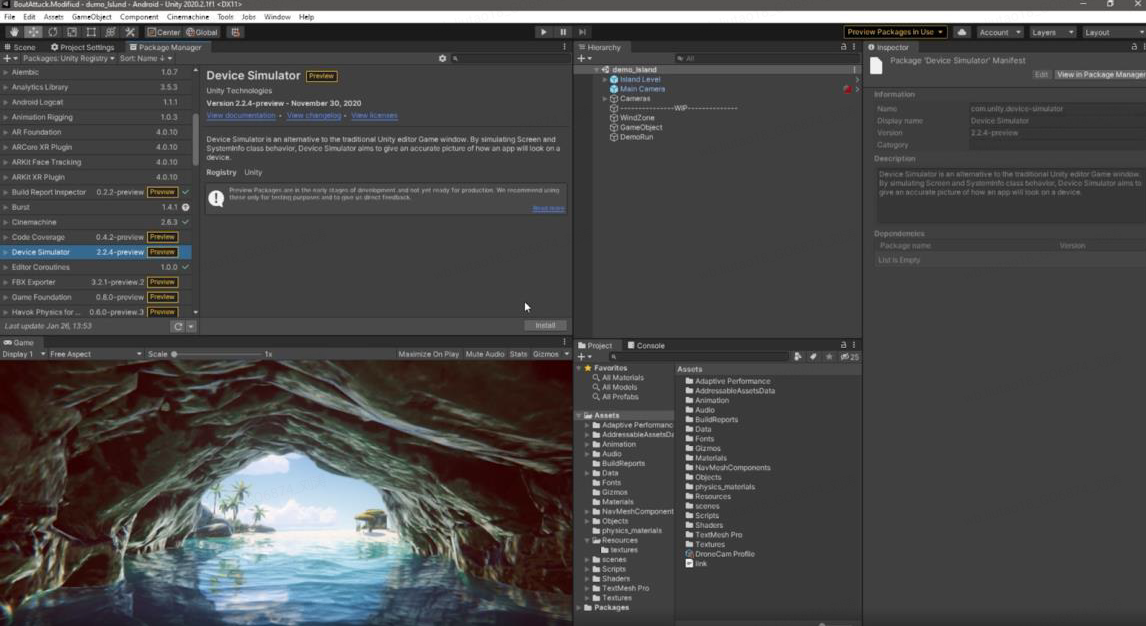 BoatAttack.Modified - demo_Island - Android - Unity 2020.2.1f1 <DX11>
File Edit Assets GameObject Component Cinemachine Tools Jobs Window Help
Center Global
Preview Packages in Use
Account
Layers
Layout
Scene
Project Settings
Package Manager
Packages: Unity Registry
Sort: Name ↓
Alembic 1.0.7
Analytics Library 3.5.3
Android Logcat 1.1.1
Animation Rigging 1.0.3
AR Foundation 4.0.10
ARCore XR Plugin 4.0.10
ARKit Face Tracking 4.0.10
ARKit XR Plugin 4.0.10
Build Report Inspector 0.2.2-preview Preview
Burst 1.4.1
Cinemachine 2.6.3
Code Coverage 0.4.2-preview Preview
Device Simulator 2.2.4-preview Preview
Editor Coroutines 1.0.0
FBX Exporter 3.2.1-preview.2 Preview
Game Foundation 0.8.0-preview Preview
Havok Physics for ... 0.6.0-preview.3 Preview
Last update Jan 26, 13:53
Device Simulator Preview
Unity Technologies
Version 2.2.4-preview - November 30, 2020
View documentation • View changelog • View licenses
Device Simulator is an alternative to the traditional Unity editor Game window. By simulating Screen and
SystemInfo class behavior, Device Simulator aims to give an accurate picture of how an app will look on a
device.
Registry Unity
Preview Packages are in the early stages of development and not yet ready for production. We recommend using
these only for testing purposes and to give us direct feedback.
Read more
Install
Hierarchy
All
demo_Island
Island Level
Main Camera
Cameras
---------------WIP-------------
WindZone
GameObject
DemoRun
Inspector
Package 'Device Simulator' Manifest
Edit View in Package Manager
Information
Name com.unity.device-simulator
Display name Device Simulator
Version 2.2.4-preview
Category
Description
Device Simulator is an alternative to the traditional Unity editor Game window.
By simulating Screen and SystemInfo class behavior, Device Simulator aims to
give an accurate picture of how an app will look on a device.
Dependencies
Package name Version
List is Empty
Game
Display 1 Free Aspect Scale 1x Maximize On Play Mute Audio Stats Gizmos
Project
Console
25
Favorites
All Materials
All Models
All Prefabs
Assets
Adaptive Performanc
AddressableAssetsDa
Animation
Audio
BuildReports
Data
Fonts
Gizmos
Materials
NavMeshComponent
Objects
physics_materials
Resources
textures
scenes
Scripts
Shaders
TextMesh Pro
Textures
Packages
Assets
Adaptive Performance
AddressableAssetsData
Animation
Audio
BuildReports
Data
Fonts
Gizmos
Materials
NavMeshComponents
Objects
physics_materials
Resources
scenes
Scripts
Shaders
TextMesh Pro
Textures
DroneCam Profile
link